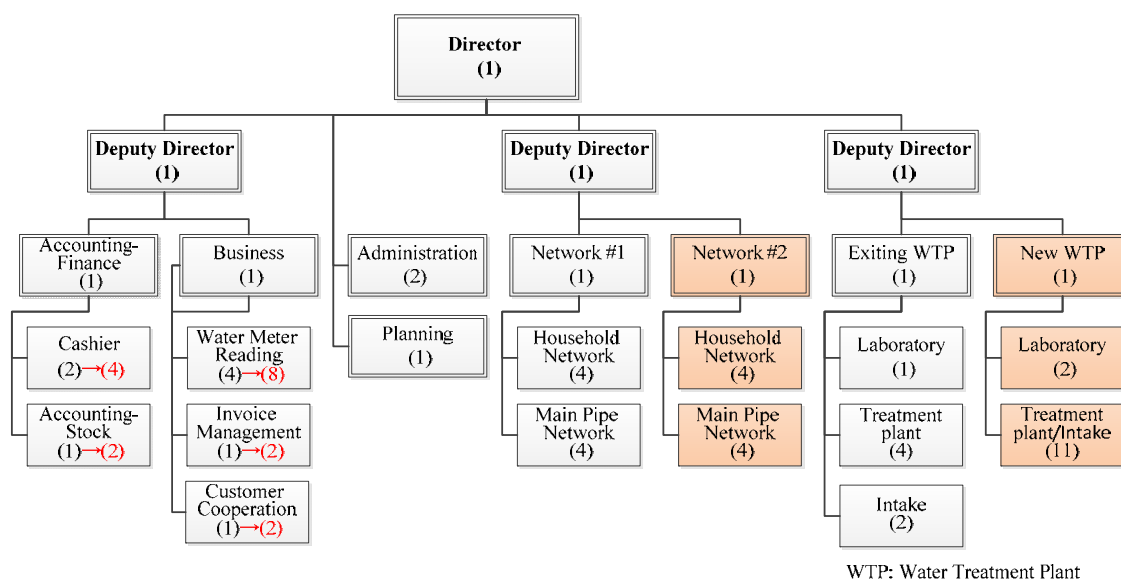 Director
(1)
Deputy Director
(1)
Deputy Director
(1)
Deputy Director
(1)
Accounting-
Finance
(1)
Business
(1)
Administration
(2)
Network #1
(1)
Network #2
(1)
Exiting WTP
(1)
New WTP
(1)
Cashier
(2)→(4)
Water Meter
Reading
(4)→(8)
Planning
(1)
Household
Network
(4)
Household
Network
(4)
Laboratory
(1)
Laboratory
(2)
Accounting-
Stock
(1)→(2)
Invoice
Management
(1)→(2)
Main Pipe
Network
(4)
Main Pipe
Network
(4)
Treatment
plant
(4)
Treatment
plant/Intake
(11)
Customer
Cooperation
(1)→(2)
Intake
(2)
WTP: Water Treatment Plant